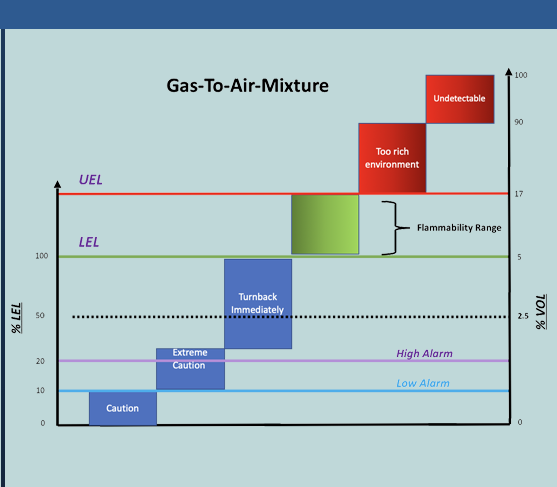 Gas-To-Air-Mixture
100
Undetectable
90
Too rich
environment
UEL
17
Flammability Range
LEL
100
5
Turnback
Immediately
50
2.5
% LEL
% VOL
Extreme
Caution
High Alarm
20
Low Alarm
10
Caution
0
0